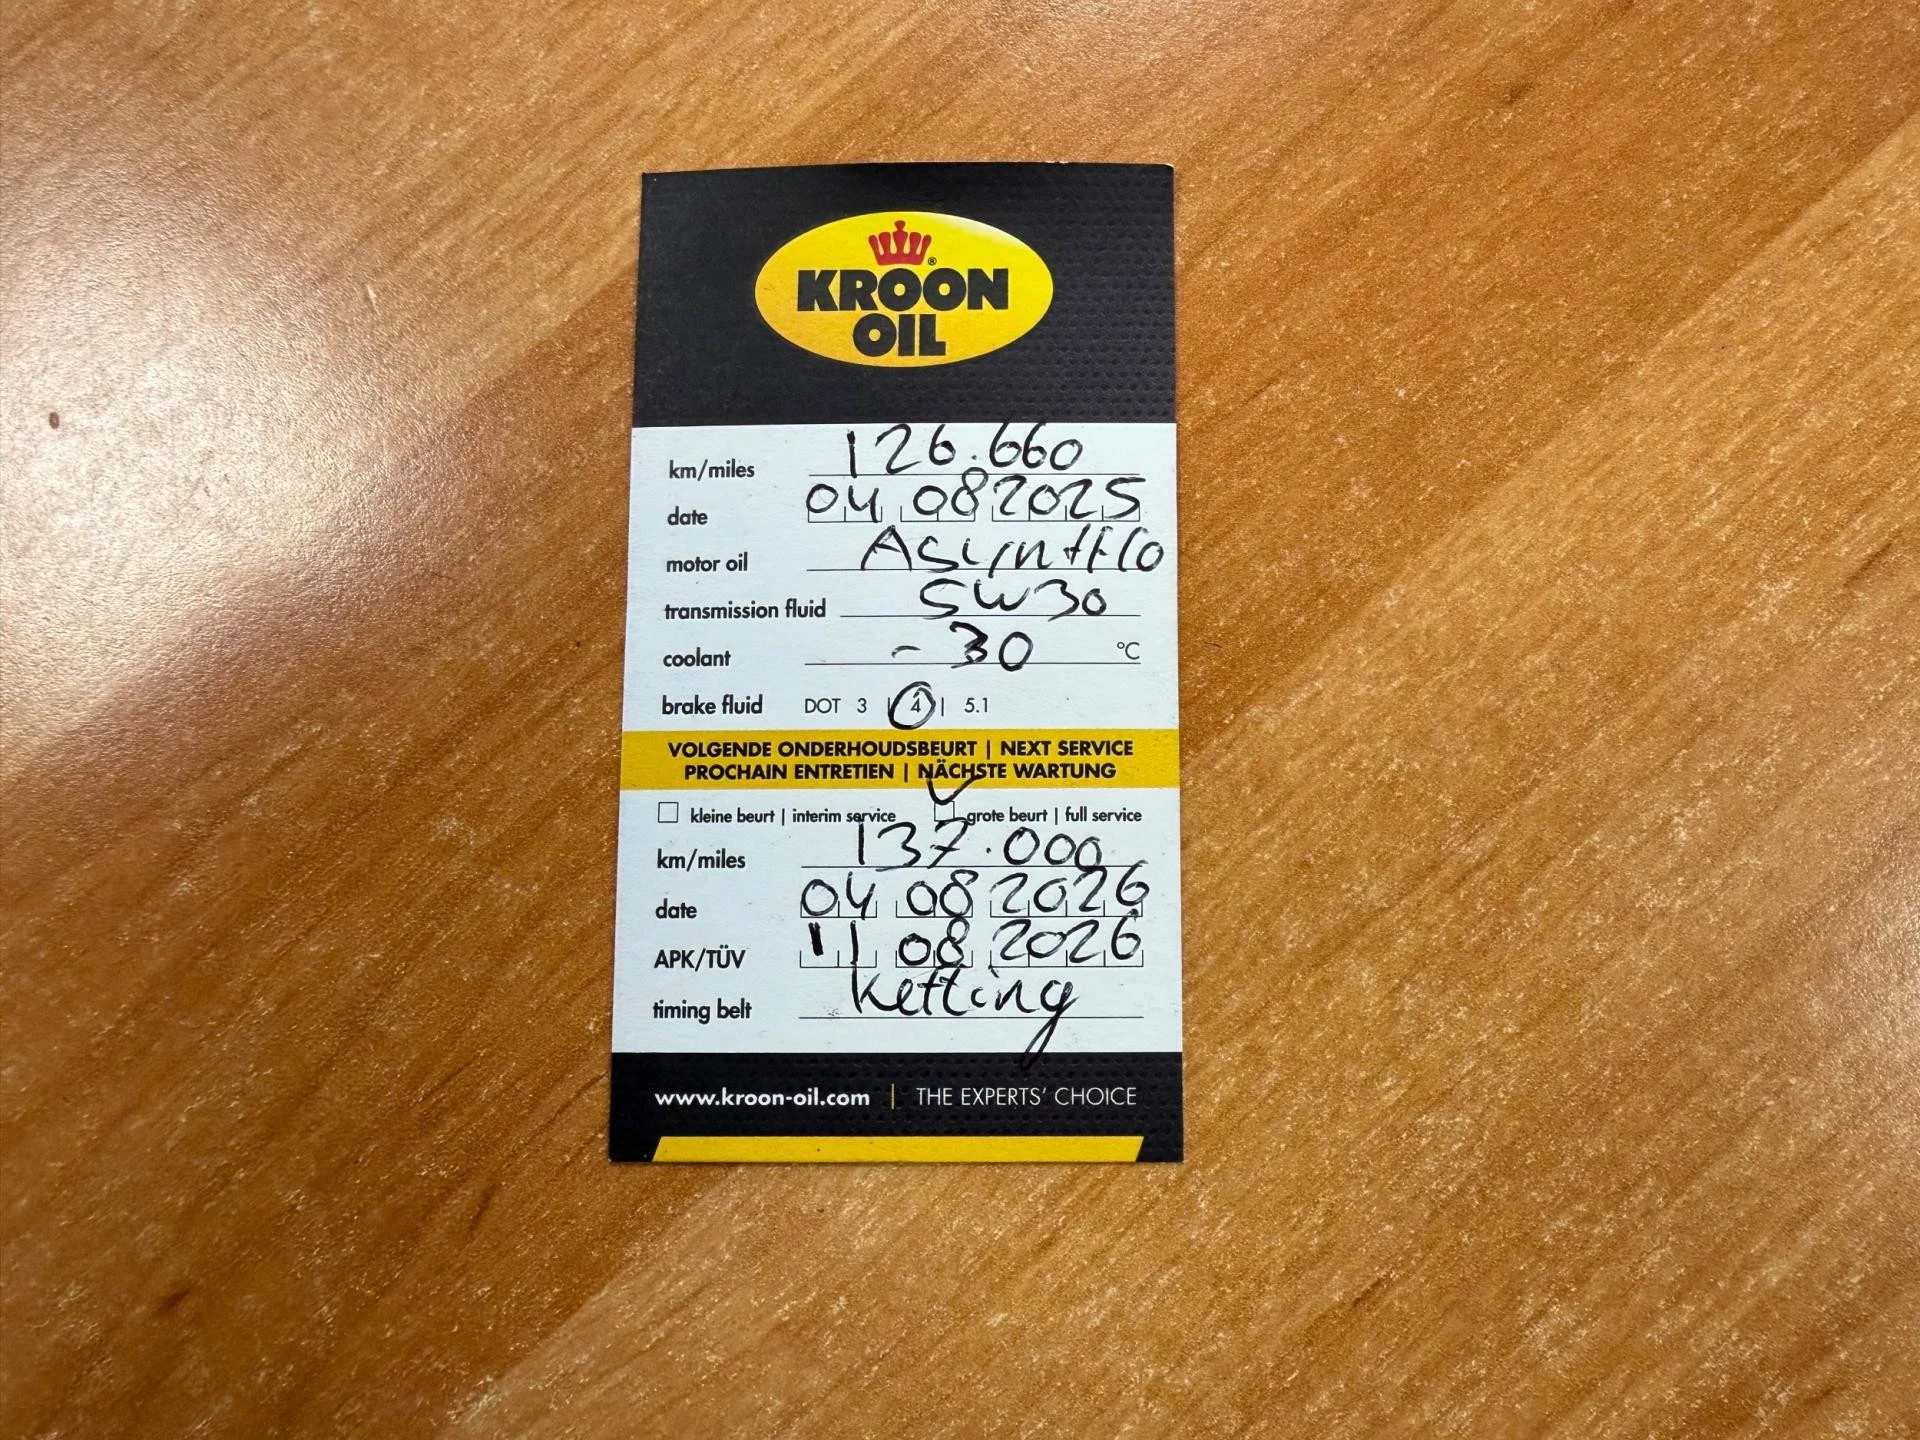 KROON
OIL
km/miles 126.660
date 04 08 2025
motor oil Asyntho
transmission fluid 5W30
coolant - 30 °C
brake fluid DOT 3 | 4 | 5.1
VOLGENDE ONDERHOUDSBEURT | NEXT SERVICE
PROCHAIN ENTRETIEN | NÄCHSTE WARTUNG
kleine beurt | interim service grote beurt | full service
km/miles 137.000
date 04 08 2026
APK/TÜV 11 08 2026
timing belt ketting
www.kroon-oil.com | THE EXPERTS' CHOICE